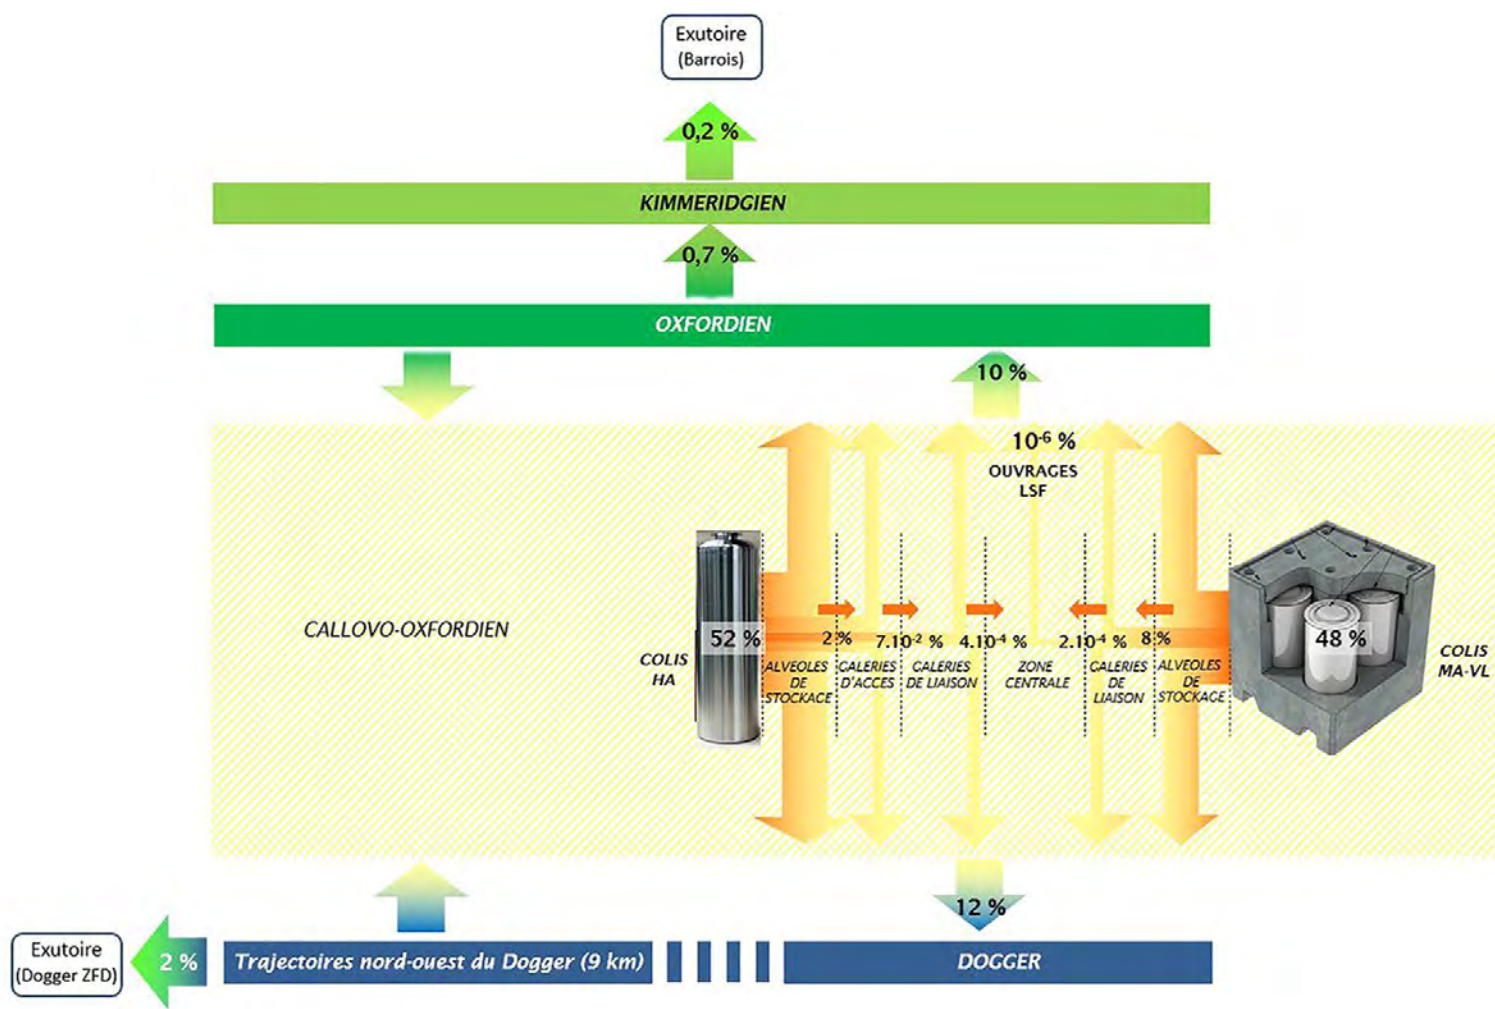 Exutoire
(Barrois)
0,2 %
KIMMERIDGIEN
0,7 %
OXFORDIEN
10 %
10⁻⁶ %
OUVRAGES
LSF
CALLOVO-OXFORDIEN
COLIS
HA
52 %
2 %
7.10⁻² %
4.10⁻⁴ %
2.10⁻⁴ %
8 %
48 %
ALVEOLES
DE
STOCKAGE
GALERIES
D'ACCES
GALERIES
DE LIAISON
ZONE
CENTRALE
GALERIES
DE
LIAISON
ALVEOLES
DE
STOCKAGE
COLIS
MA-VL
12 %
Exutoire
(Dogger ZFD)
2 %
Trajectoires nord-ouest du Dogger (9 km)
DOGGER